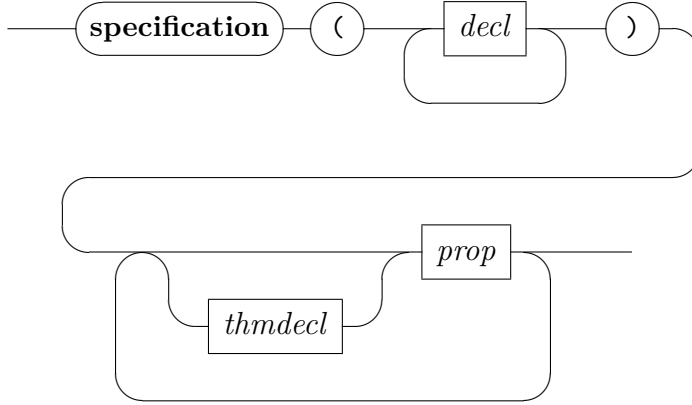 specification ( decl )
prop
thmdecl